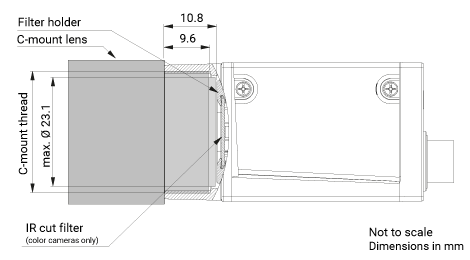 Filter holder
C-mount lens
10.8
9.6
C-mount thread
max. Ø 23.1
IR cut filter
(color cameras only)
Not to scale
Dimensions in mm